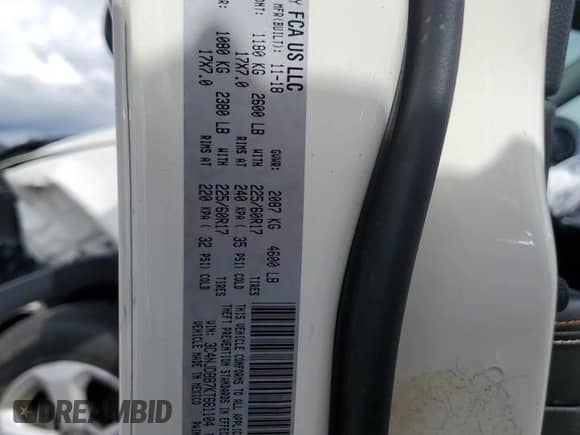 Y FCA US LLC
MFR(BUILT): 11-18 GVWR: 2087 KG 4600 LB
ONT: 1180 KG 2600 LB WITH 225/60R17 TIRES
17X7.0 RIMS AT 240 KPA ( 35 PSI) COLD
R: 1080 KG 2380 LB WITH 225/60R17 TIRES
17X7.0 RIMS AT 220 KPA ( 32 PSI) COLD
THIS VEHICLE CONFORMS TO ALL APPLICAB
THEFT PREVENTION STANDARDS IN EFFEC
VEHICLE
MADE IN MEXICO
DREAMBID